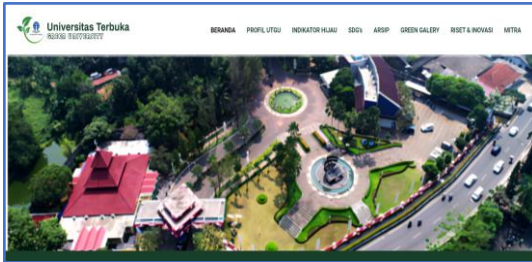 Universitas Terbuka
GREEN UNIVERSITY
BERANDA PROFIL UTGU INDIKATOR HIJAU SDG's ARSIP GREEN GALERY RISET & INOVASI MITRA